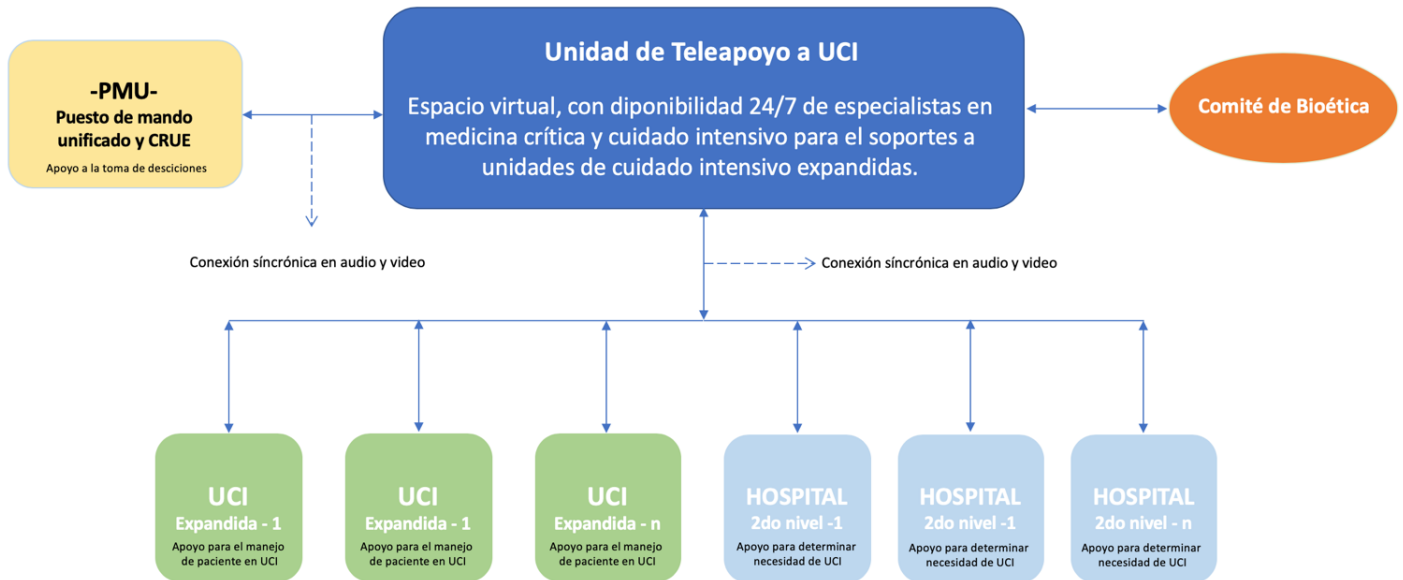 Unidad de Teleapoyo a UCI
Espacio virtual, con diponibilidad 24/7 de especialistas en
medicina crítica y cuidado intensivo para el soportes a
unidades de cuidado intensivo expandidas.
-PMU-
Puesto de mando
unificado y CRUE
Apoyo a la toma de desciciones
Comité de Bioética
Conexión síncrónica en audio y video
Conexión síncrónica en audio y video
UCI
Expandida - 1
Apoyo para el manejo
de paciente en UCI
UCI
Expandida - 1
Apoyo para el manejo
de paciente en UCI
UCI
Expandida - n
Apoyo para el manejo
de paciente en UCI
HOSPITAL
2do nivel -1
Apoyo para determinar
necesidad de UCI
HOSPITAL
2do nivel -1
Apoyo para determinar
necesidad de UCI
HOSPITAL
2do nivel - n
Apoyo para determinar
necesidad de UCI